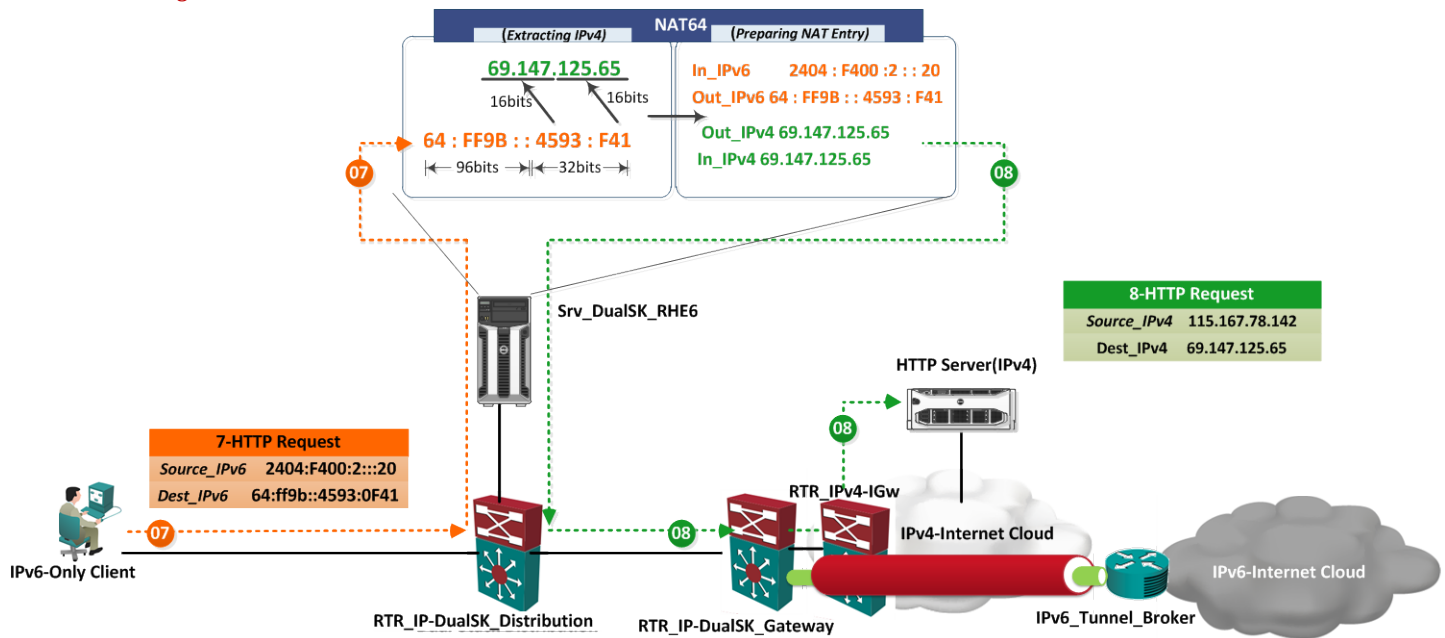 NAT64
(Extracting IPv4)
(Preparing NAT Entry)
69.147.125.65
16bits
16bits
64 : FF9B : : 4593 : F41
96bits
32bits
In_IPv6 2404 : F400 :2 : : 20
Out_IPv6 64 : FF9B : : 4593 : F41
Out_IPv4 69.147.125.65
In_IPv4 69.147.125.65
07
08
Srv_DualSK_RHE6
8-HTTP Request
Source_IPv4 115.167.78.142
Dest_IPv4 69.147.125.65
HTTP Server(IPv4)
08
7-HTTP Request
Source_IPv6 2404:F400:2:::20
Dest_IPv6 64:ff9b::4593:0F41
RTR_IPv4-IGw
07
08
IPv4-Internet Cloud
IPv6-Only Client
IPv6-Internet Cloud
RTR_IP-DualSK_Distribution
RTR_IP-DualSK_Gateway
IPv6_Tunnel_Broker